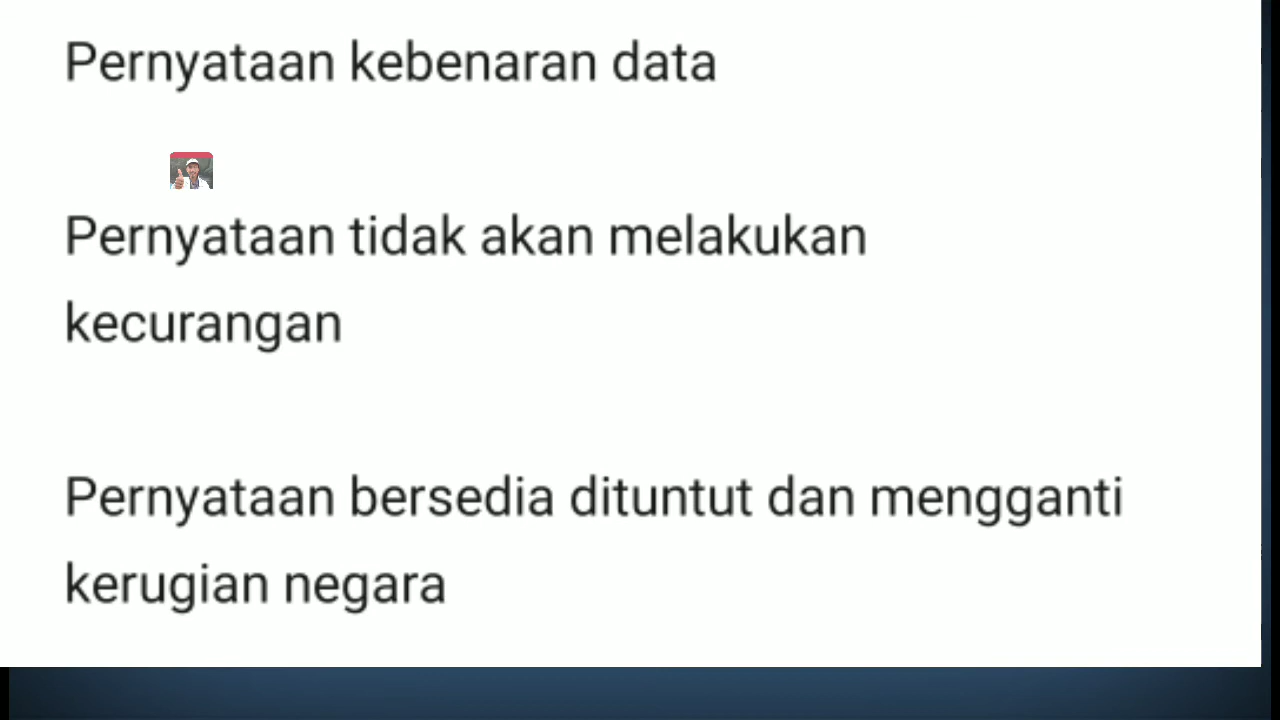 Pernyataan kebenaran data
Pernyataan tidak akan melakukan
kecurangan
Pernyataan bersedia dituntut dan mengganti
kerugian negara